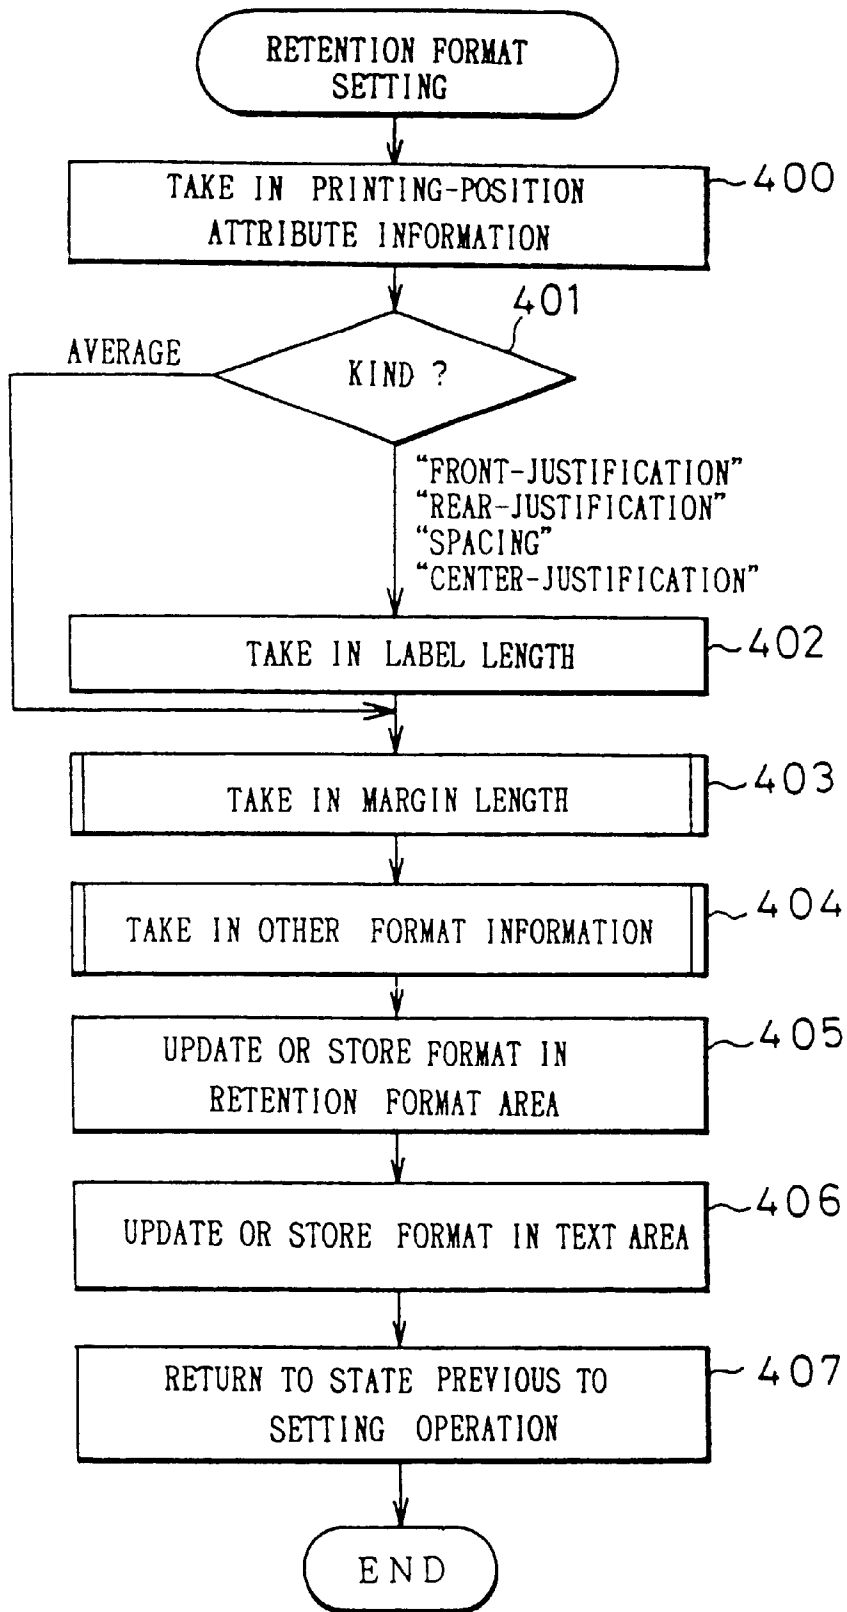 RETENTION FORMAT
SETTING
TAKE IN PRINTING-POSITION
ATTRIBUTE INFORMATION
400
401
AVERAGE
KIND ?
“FRONT-JUSTIFICATION”
“REAR-JUSTIFICATION”
“SPACING”
“CENTER-JUSTIFICATION”
TAKE IN LABEL LENGTH
402
TAKE IN MARGIN LENGTH
403
TAKE IN OTHER FORMAT INFORMATION
404
UPDATE OR STORE FORMAT IN
RETENTION FORMAT AREA
405
UPDATE OR STORE FORMAT IN TEXT AREA
406
RETURN TO STATE PREVIOUS TO
SETTING OPERATION
407
END